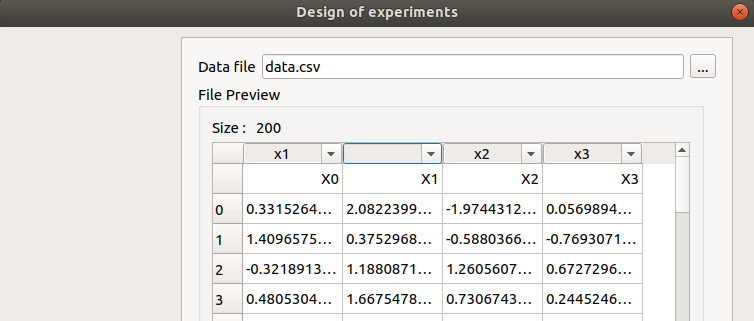 Design of experiments
Data file data.csv ...
File Preview
Size : 200
x1 x2 x3
X0 X1 X2 X3
0 0.3315264... 2.0822399... -1.9744312... 0.0569894...
1 1.4096575... 0.3752968... -0.5880366... -0.7693071...
2 -0.3218913... 1.1880871... 1.2605607... 0.6727296...
3 0.4805304... 1.6675478... 0.7306743... 0.2445246...